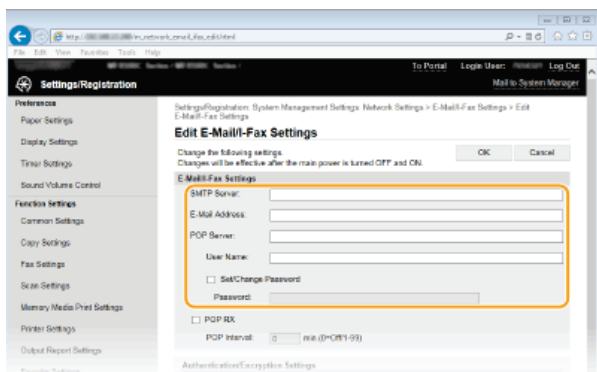 http://
m_network_email_ifax_edit.html
File Edit View Favorites Tools Help
To Portal Login User: Log Out
Settings/Registration
Mail to System Manager
Preferences
Paper Settings
Display Settings
Timer Settings
Sound Volume Control
Function Settings
Common Settings
Copy Settings
Fax Settings
Scan Settings
Memory Media Print Settings
Printer Settings
Output Report Settings
Settings/Registration: System Management Settings: Network Settings > E-Mail/I-Fax Settings > Edit
E-Mail/I-Fax Settings
Edit E-Mail/I-Fax Settings
Change the following settings.
Changes will be effective after the main power is turned OFF and ON.
OK Cancel
E-Mail/I-Fax Settings
SMTP Server:
E-Mail Address:
POP Server:
User Name:
Set/Change Password
Password:
POP RX
POP Interval: 0 min.(0=Off/1-99)
Authentication/Encryption Settings